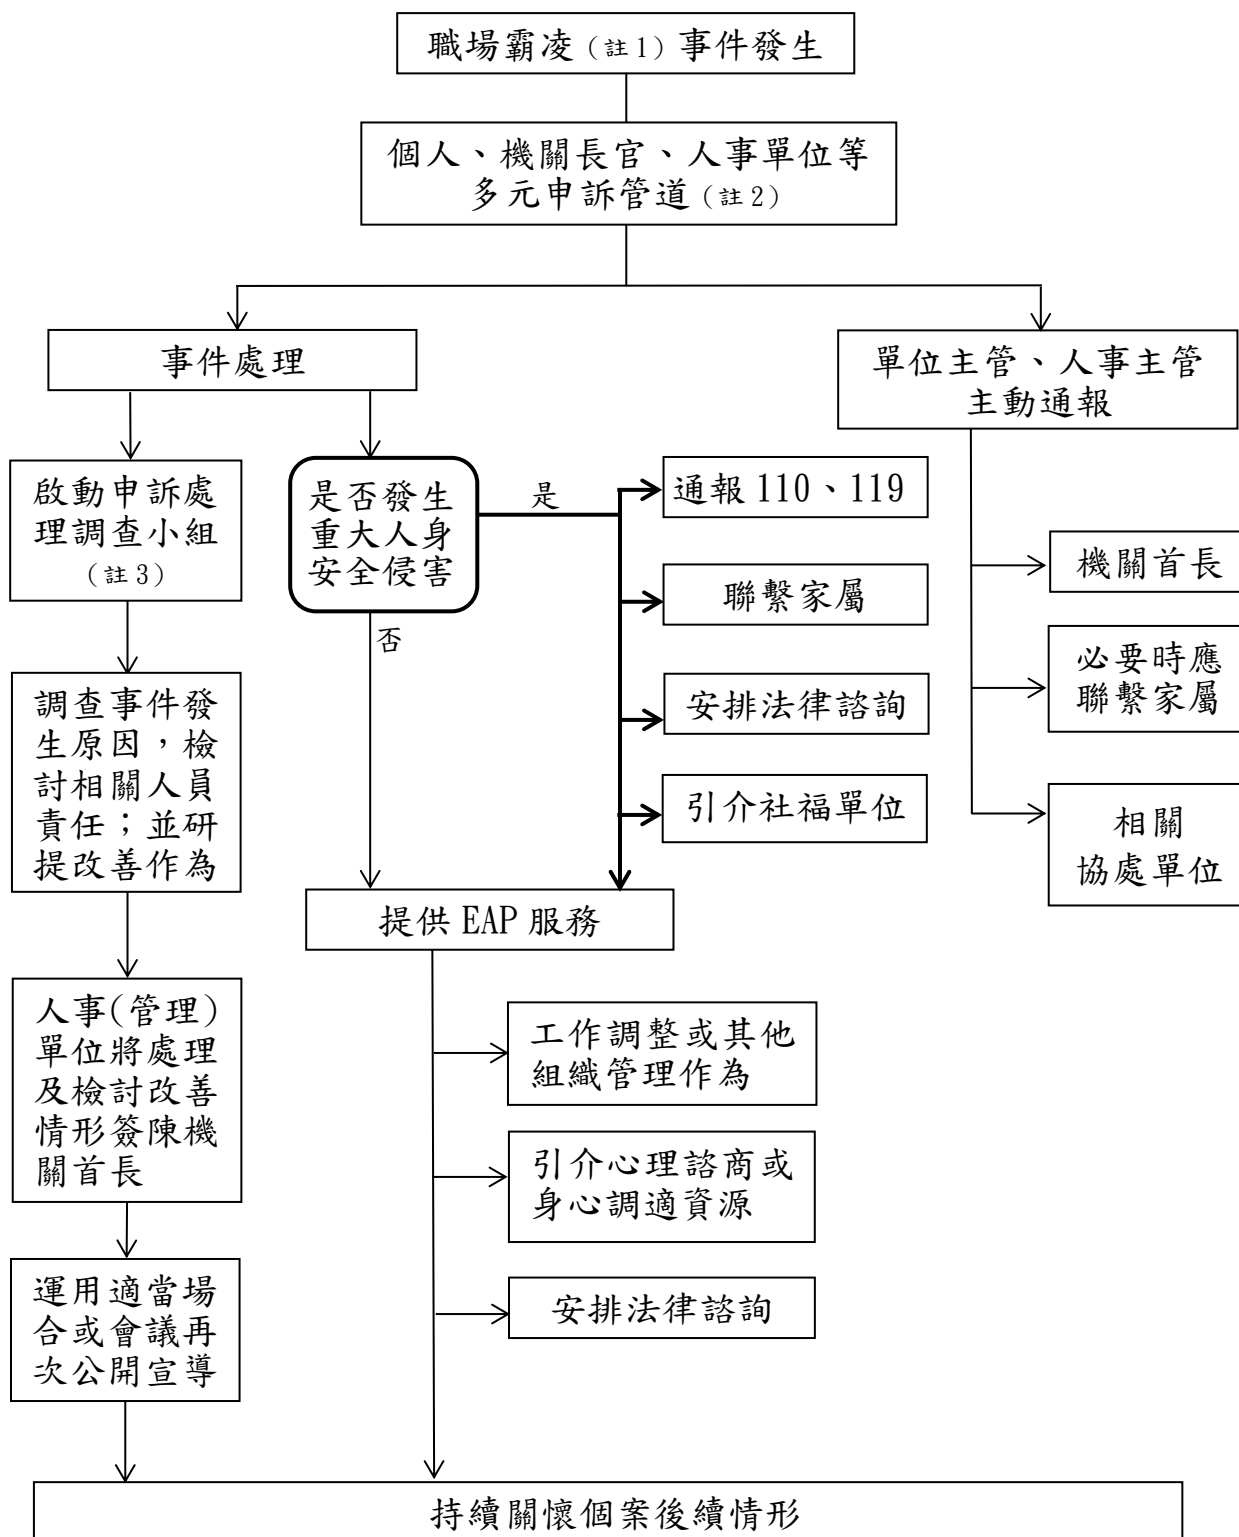 職場霸凌(註1)事件發生
個人、機關長官、人事單位等
多元申訴管道(註2)
事件處理
單位主管、人事主管
主動通報
啟動申訴處
理調查小組
(註3)
是否發生
重大人身
安全侵害
是
否
通報 110、119
聯繫家屬
安排法律諮詢
引介社福單位
機關首長
必要時應
聯繫家屬
相關
協處單位
調查事件發
生原因，檢
討相關人員
責任；並研
提改善作為
提供 EAP 服務
人事(管理)
單位將處理
及檢討改善
情形簽陳機
關首長
工作調整或其他
組織管理作為
引介心理諮商或
身心調適資源
安排法律諮詢
運用適當場
合或會議再
次公開宣導
持續關懷個案後續情形